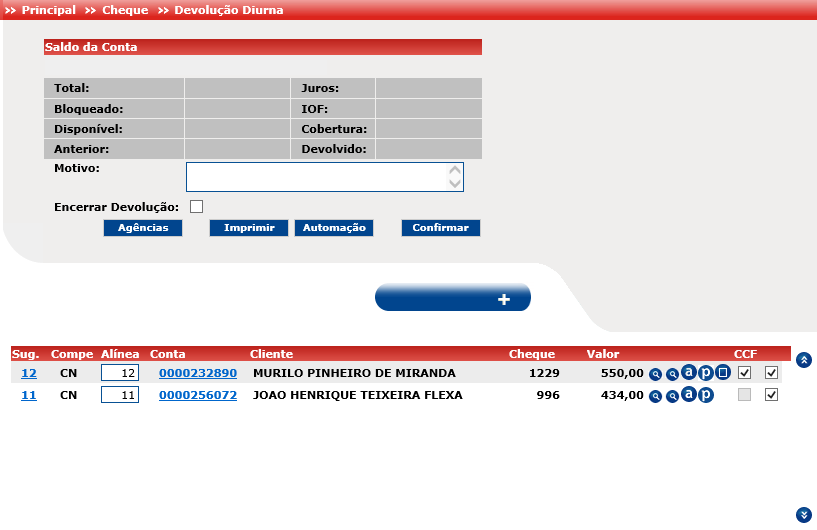 >> Principal >> Cheque >> Devolução Diurna
Saldo da Conta
Total: Juros:
Bloqueado: IOF:
Disponível: Cobertura:
Anterior: Devolvido:
Motivo:
Encerrar Devolução:
Agências Imprimir Automação Confirmar
+
Sug. Compe Alínea Conta Cliente Cheque Valor CCF
12 CN 12 0000232890 MURILO PINHEIRO DE MIRANDA 1229 550,00 a p
11 CN 11 0000256072 JOAO HENRIQUE TEIXEIRA FLEXA 996 434,00 a p